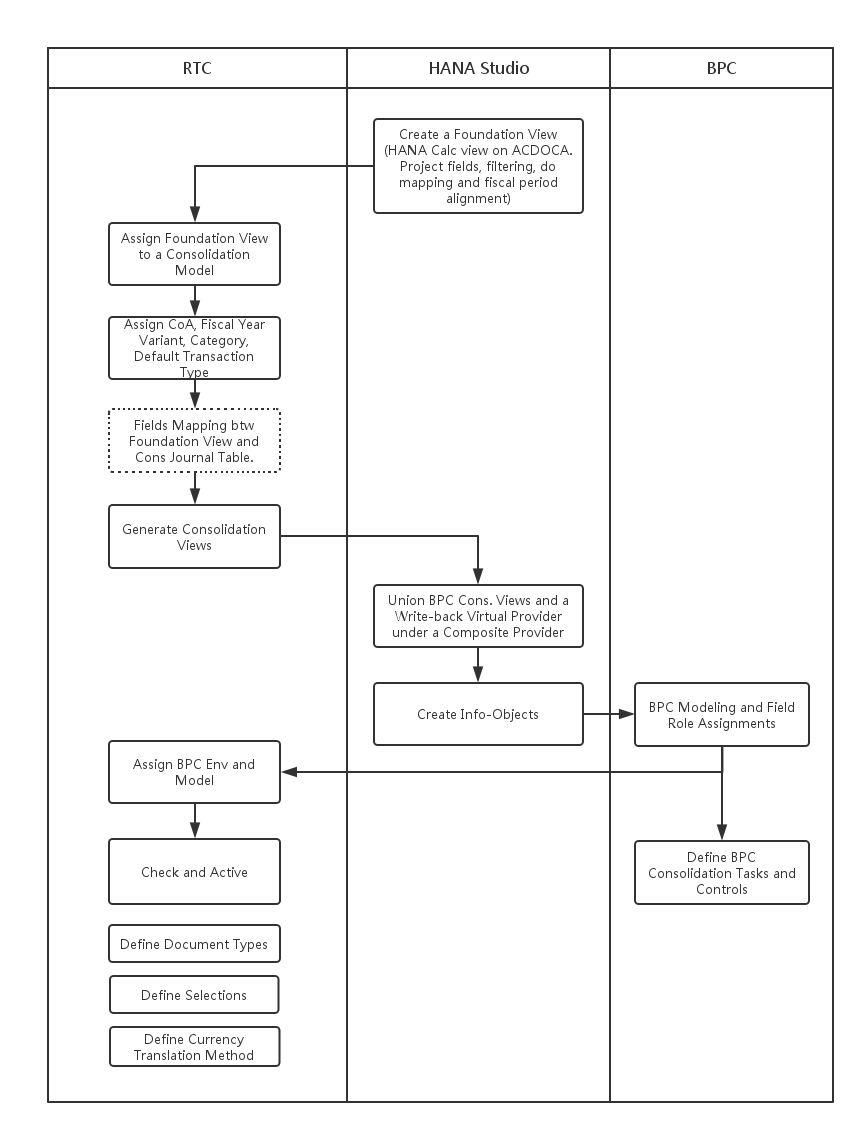 RTC
HANA Studio
BPC
Create a Foundation View
(HANA Calc view on ACDOCA.
Project fields, filtering, do
mapping and fiscal period
alignment)
Assign Foundation View
to a Consolidation
Model
Assign CoA, Fiscal Year
Variant, Category,
Default Transaction
Type
Fields Mapping btw
Foundation View and
Cons Journal Table.
Generate Consolidation
Views
Union BPC Cons. Views and a
Write-back Virtual Provider
under a Composite Provider
Create Info-Objects
BPC Modeling and Field
Role Assignments
Assign BPC Env and
Model
Check and Active
Define BPC
Consolidation Tasks and
Controls
Define Document Types
Define Selections
Define Currency
Translation Method